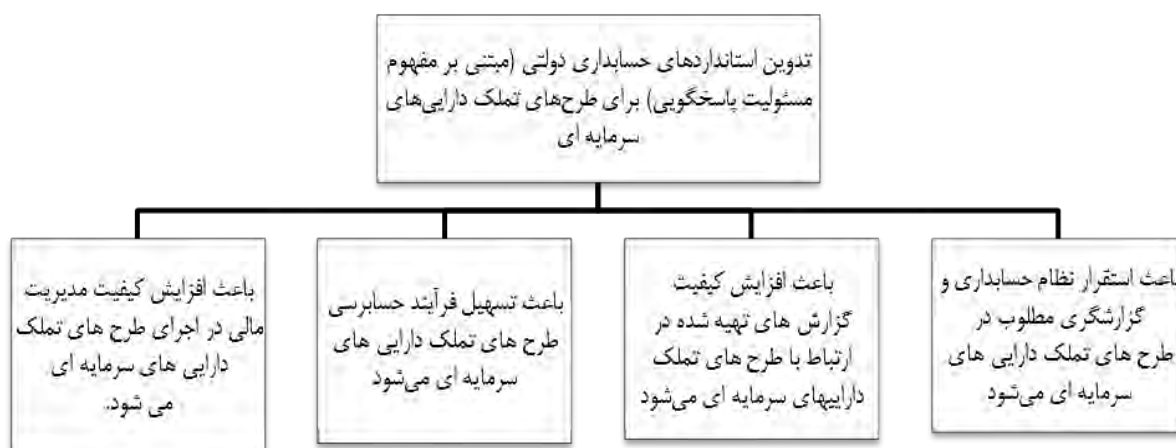 تدوین استانداردهای حسابداری دولتی (مبتنی بر مفهوم
مسئولیت پاسخگویی) برای طرح‌های تملک دارایی‌های
سرمایه ای
باعث استقرار نظام حسابداری و
گزارشگری مطلوب در
طرح های تملک دارایی های
سرمایه ای می‌شود
باعث افزایش کیفیت
گزارش های تهیه شده در
ارتباط با طرح های تملک
داراییهای سرمایه ای می‌شود
باعث تسهیل فرآیند حسابرسی
طرح های تملک دارایی های
سرمایه ای می‌شود
باعث افزایش کیفیت مدیریت
مالی در اجرای طرح های تملک
دارایی های سرمایه ای
می شود.